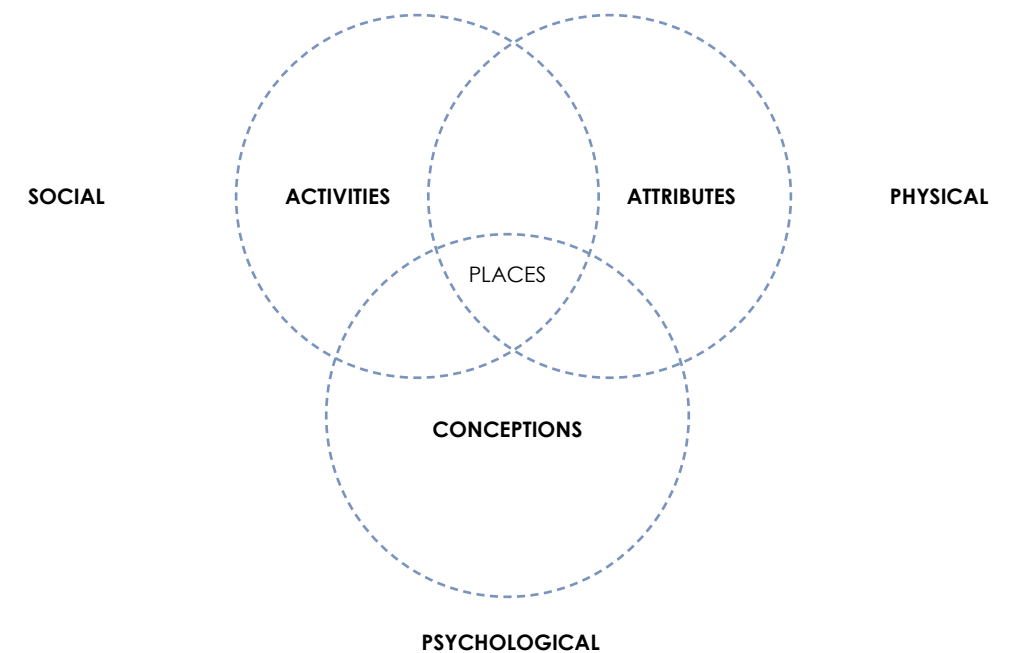 SOCIAL
ACTIVITIES
ATTRIBUTES
PHYSICAL
PLACES
CONCEPTIONS
PSYCHOLOGICAL